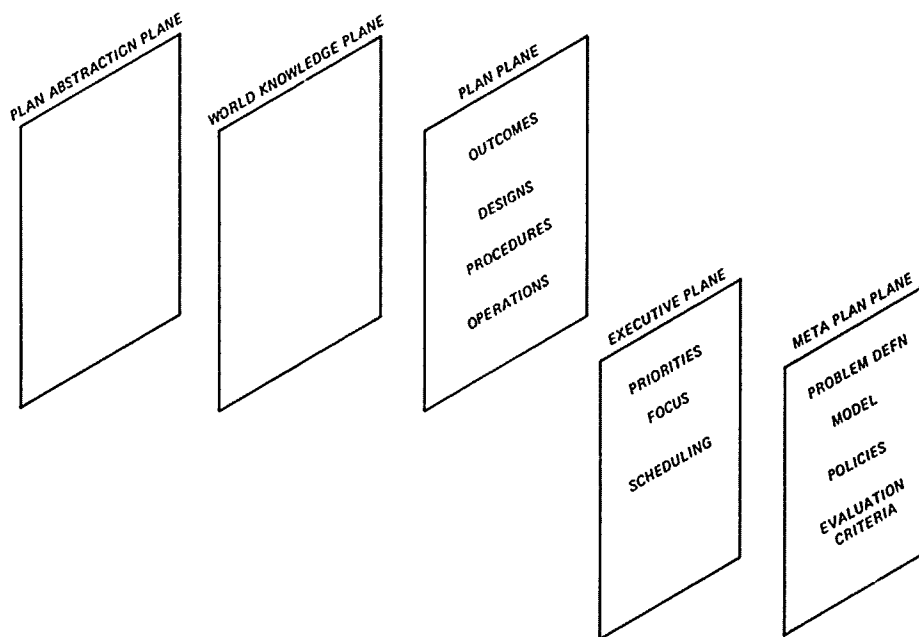 PLAN ABSTRACTION PLANE
WORLD KNOWLEDGE PLANE
PLAN PLANE
OUTCOMES
DESIGNS
PROCEDURES
OPERATIONS
EXECUTIVE PLANE
PRIORITIES
FOCUS
SCHEDULING
META PLAN PLANE
PROBLEM DEFN
MODEL
POLICIES
EVALUATION
CRITERIA